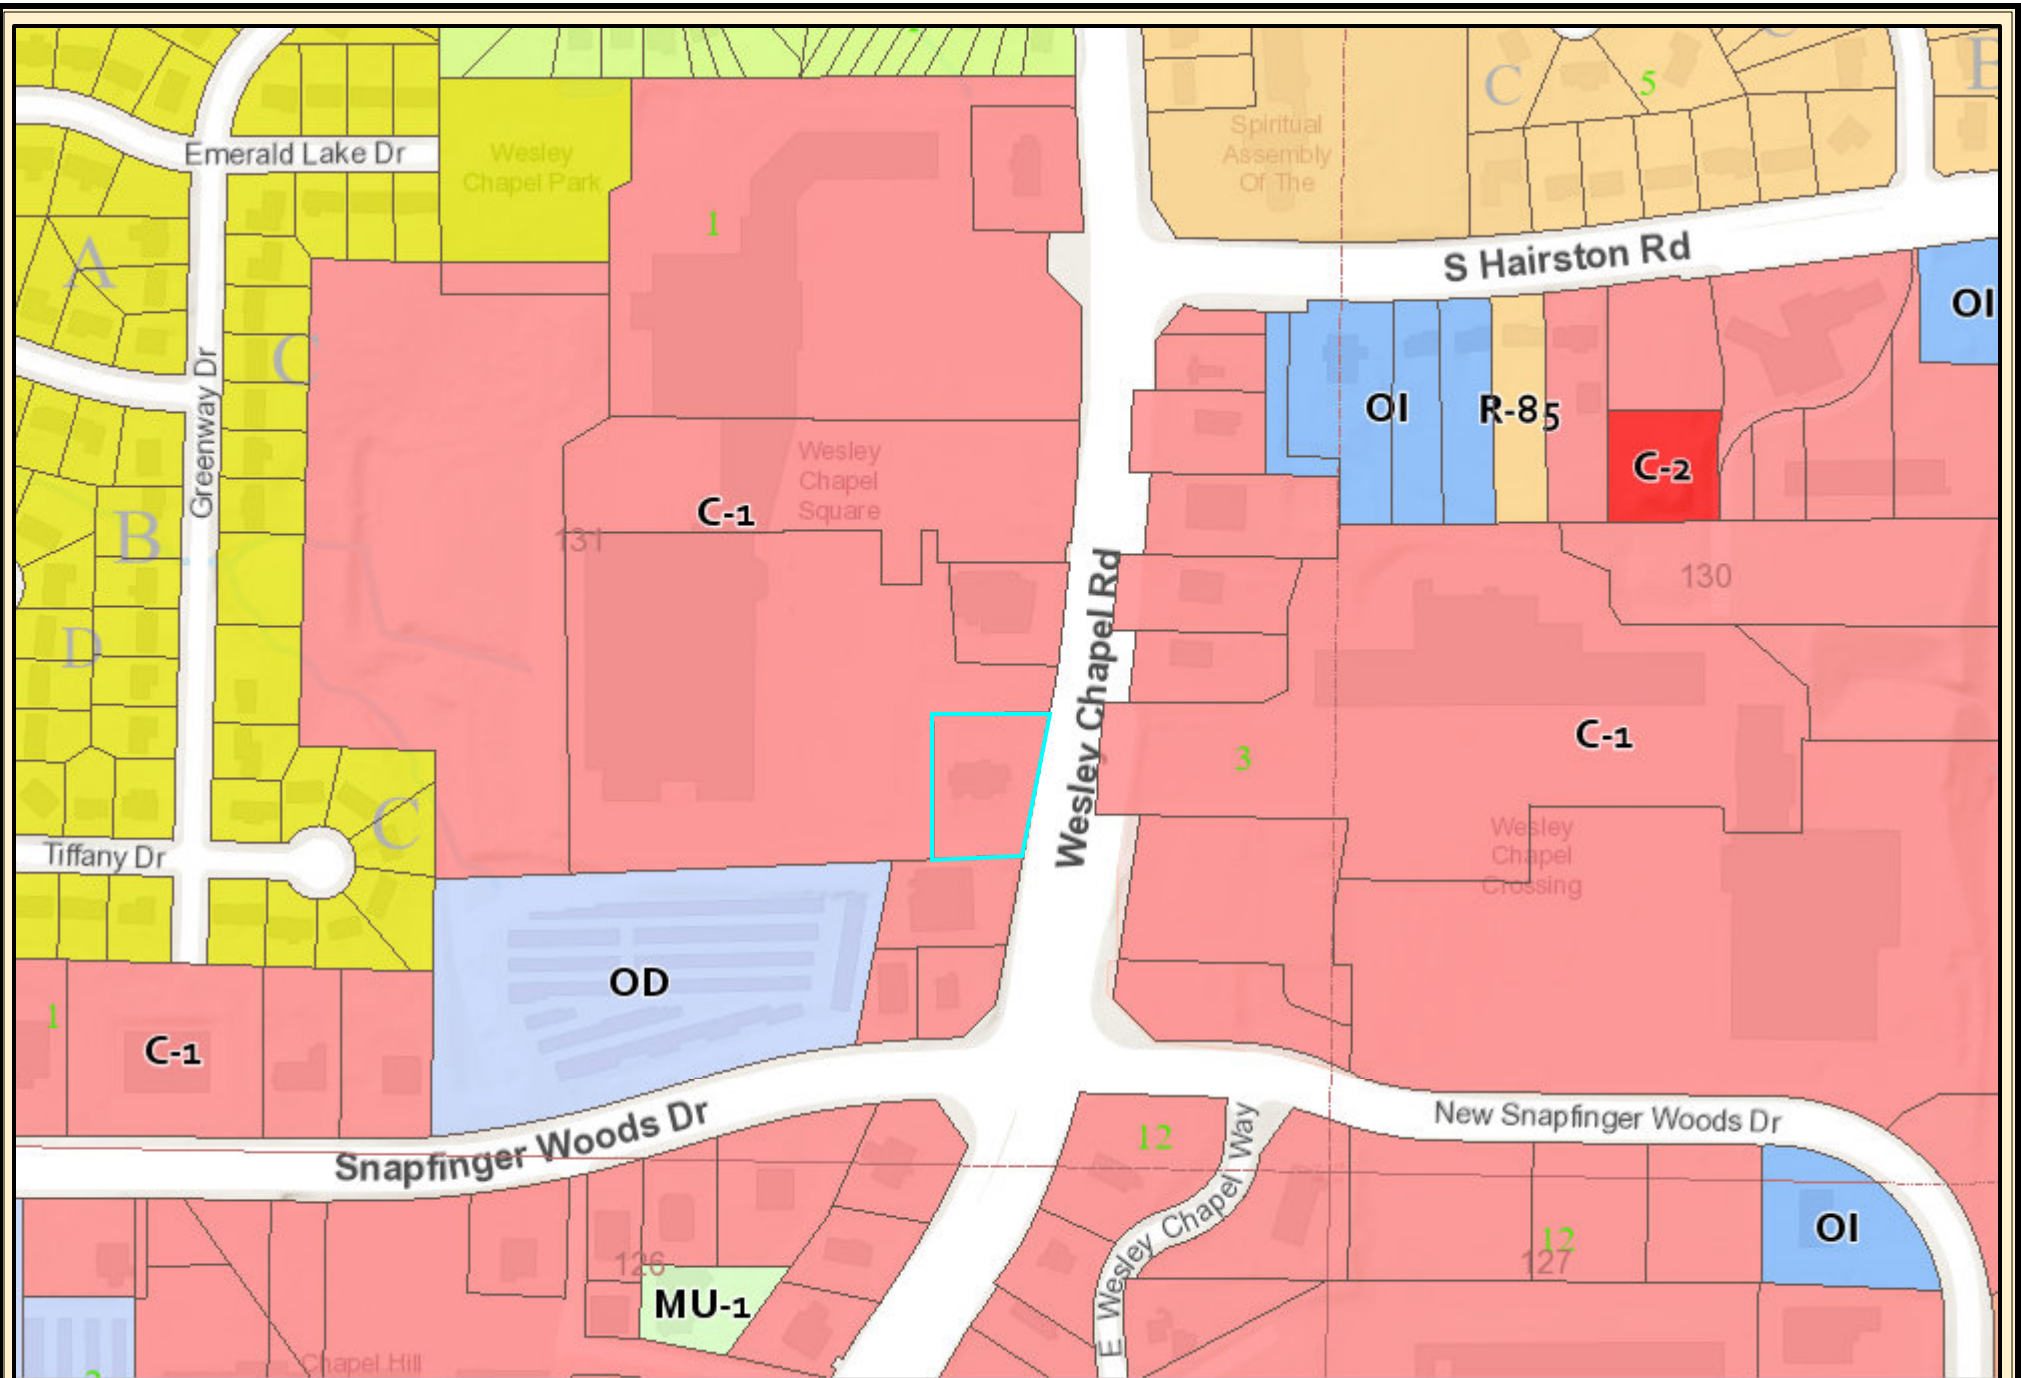 C
5
E
Spiritual
Assembly
Of The
Emerald Lake Dr
Wesley
Chapel Park
1
S Hairston Rd
A
OI
C
Greenway Dr
OI
R-85
C-2
Wesley
Chapel
Square
C-1
131
B
130
D
Wesley Chapel Rd
C-1
3
C
Wesley
Chapel
Crossing
Tiffany Dr
OD
1
C-1
Snapfinger Woods Dr
New Snapfinger Woods Dr
12
E Wesley Chapel Way
OI
12
127
126
MU-1
Chapel Hill